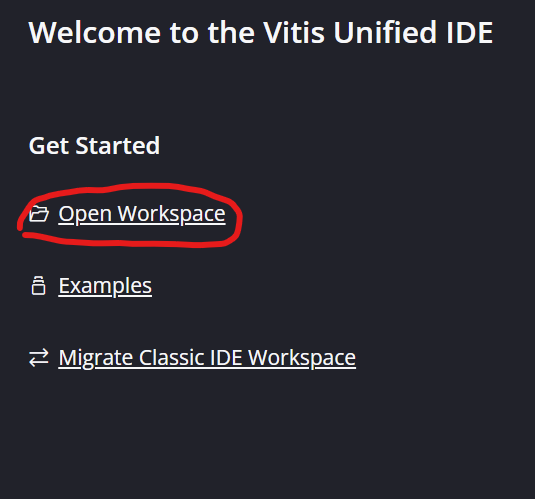 Welcome to the Vitis Unified IDE
Get Started
Open Workspace
Examples
Migrate Classic IDE Workspace